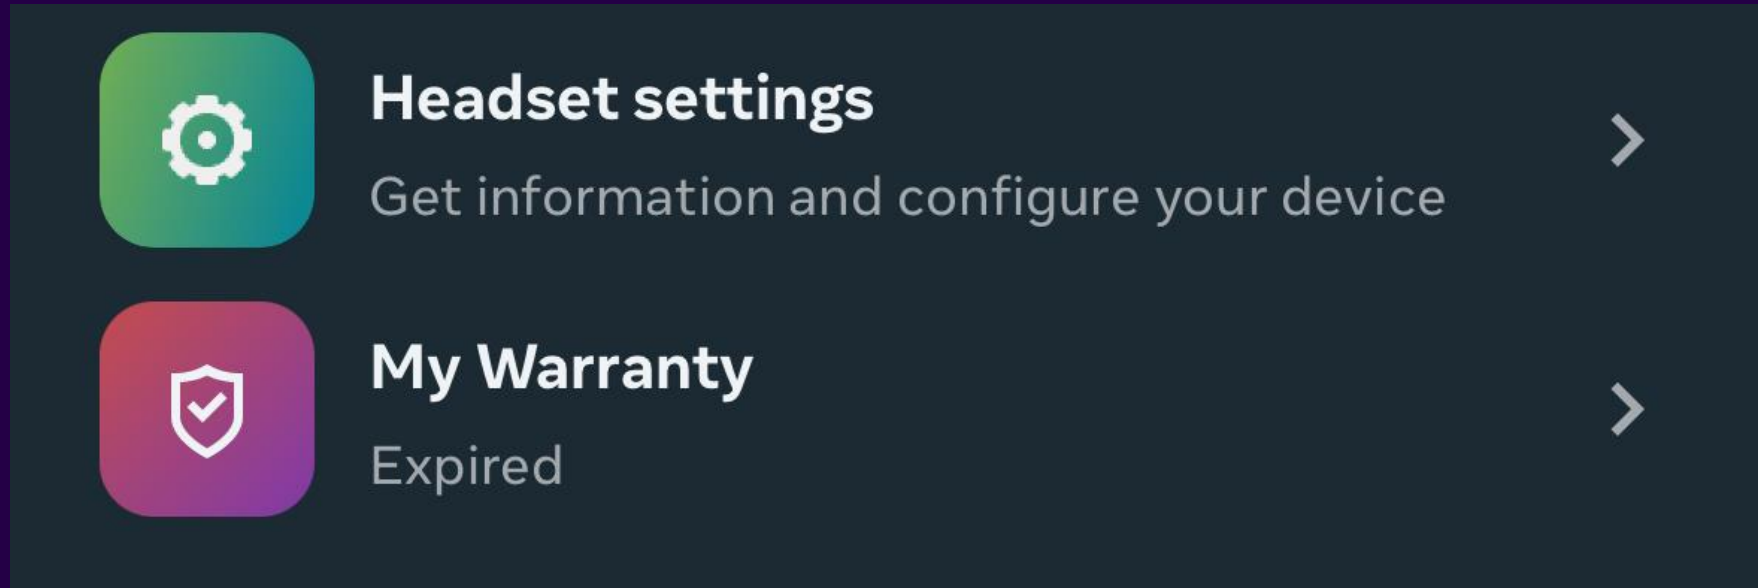 Headset settings
Get information and configure your device
My Warranty
Expired